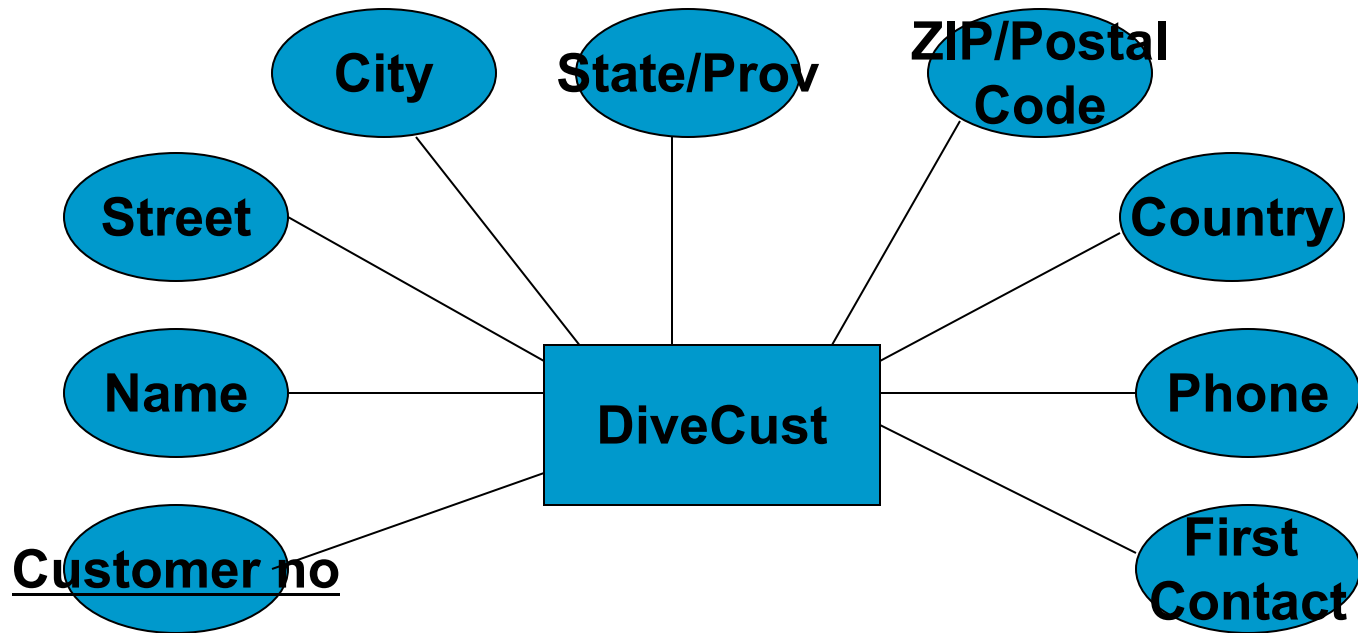 City
State/Prov
ZIP/Postal
Code
Street
Country
Name
Phone
DiveCust
Customer no
First
Contact